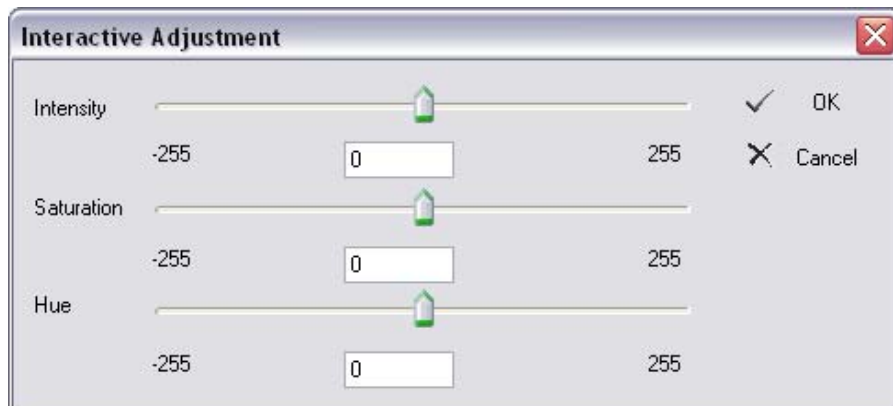 Interactive Adjustment
Intensity
OK
-255 0 255
Cancel
Saturation
-255 0 255
Hue
-255 0 255